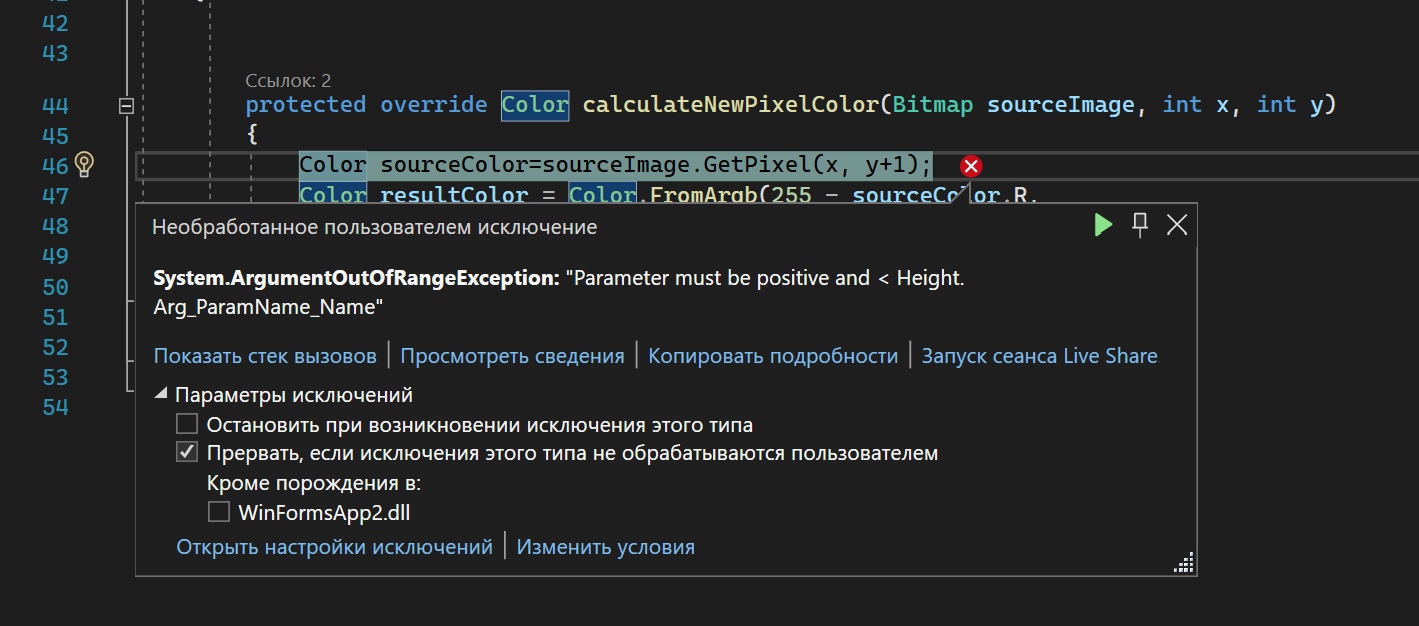 42
43
Ссылок: 2
44 protected override Color calculateNewPixelColor(Bitmap sourceImage, int x, int y)
45 {
46 Color sourceColor=sourceImage.GetPixel(x, y+1);
47 Color resultColor = Color.FromArgb(255 - sourceColor.R,
48 Необработанное пользователем исключение
49
System.ArgumentOutOfRangeException: "Parameter must be positive and < Height.
50
Arg_ParamName_Name"
51
52 Показать стек вызовов | Просмотреть сведения | Копировать подробности | Запуск сеанса Live Share
53
Параметры исключений
54
Остановить при возникновении исключения этого типа
Прервать, если исключения этого типа не обрабатываются пользователем
Кроме порождения в:
WinFormsApp2.dll
Открыть настройки исключений | Изменить условия